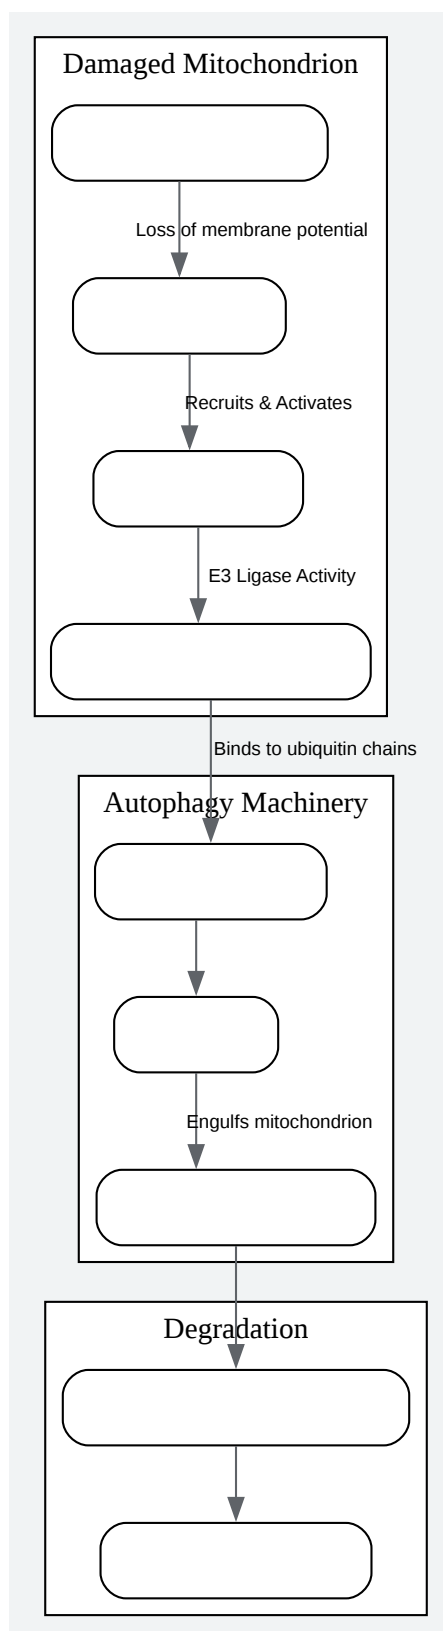 Damaged Mitochondrion
Loss of membrane potential
Recruits & Activates
E3 Ligase Activity
Binds to ubiquitin chains
Autophagy Machinery
Engulfs mitochondrion
Degradation